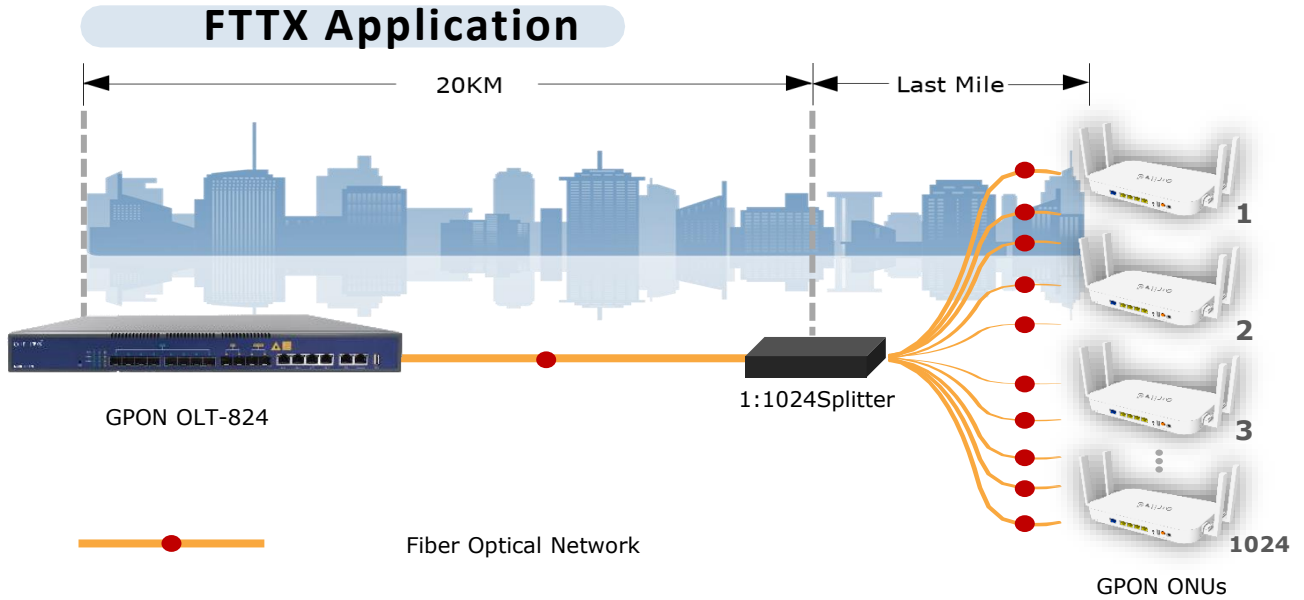 FTTX Application
20KM
Last Mile
1
2
3
1024
GPON OLT-824
1:1024Splitter
Fiber Optical Network
GPON ONUs